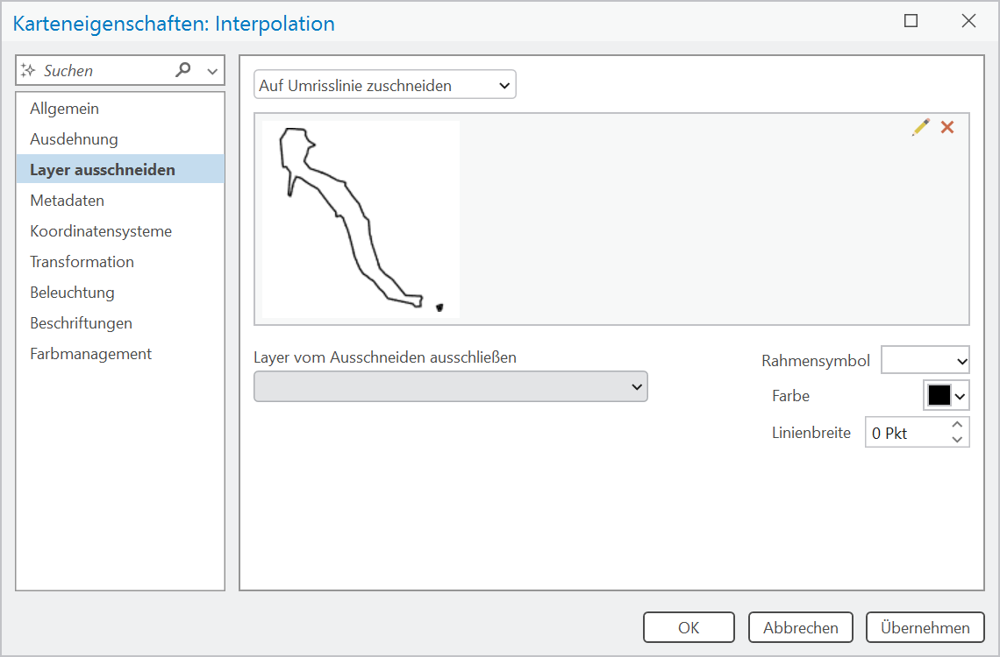 Karteneigenschaften: Interpolation
Suchen
Allgemein
Ausdehnung
Layer ausschneiden
Metadaten
Koordinatensysteme
Transformation
Beleuchtung
Beschriftungen
Farbmanagement
Auf Umrisslinie zuschneiden
Layer vom Ausschneiden ausschließen
Rahmensymbol
Farbe
Linienbreite 0 Pkt
OK Abbrechen Übernehmen